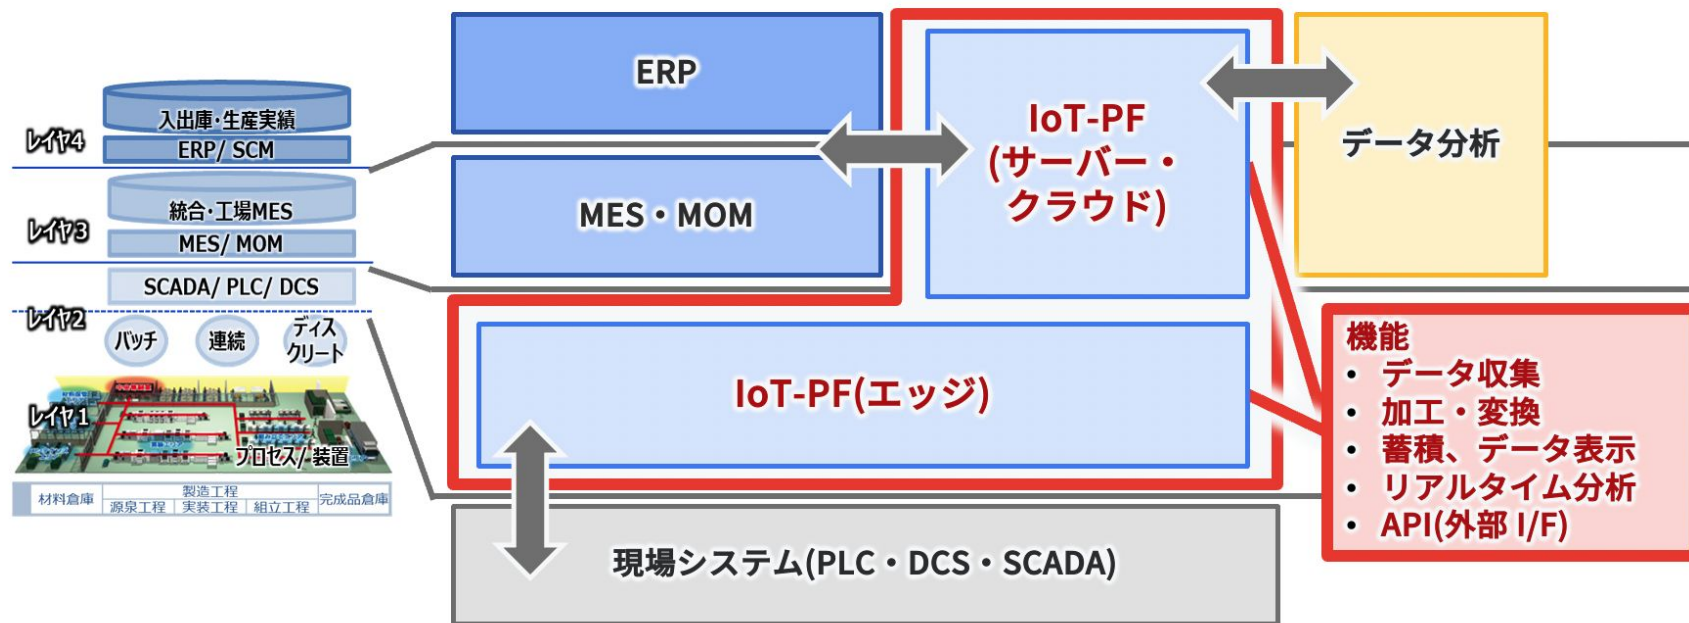 レイヤ4
入出庫・生産実績
ERP/ SCM
レイヤ3
統合・工場MES
MES/ MOM
SCADA/ PLC/ DCS
レイヤ2
バッチ
連続
ディス
クリート
レイヤ1
プロセス/ 装置
材料倉庫
製造工程
源泉工程
実装工程
組立工程
完成品倉庫
ERP
MES・MOM
IoT-PF
(サーバー・
クラウド)
データ分析
IoT-PF(エッジ)
現場システム(PLC・DCS・SCADA)
機能
• データ収集
• 加工・変換
• 蓄積、データ表示
• リアルタイム分析
• API(外部 I/F)